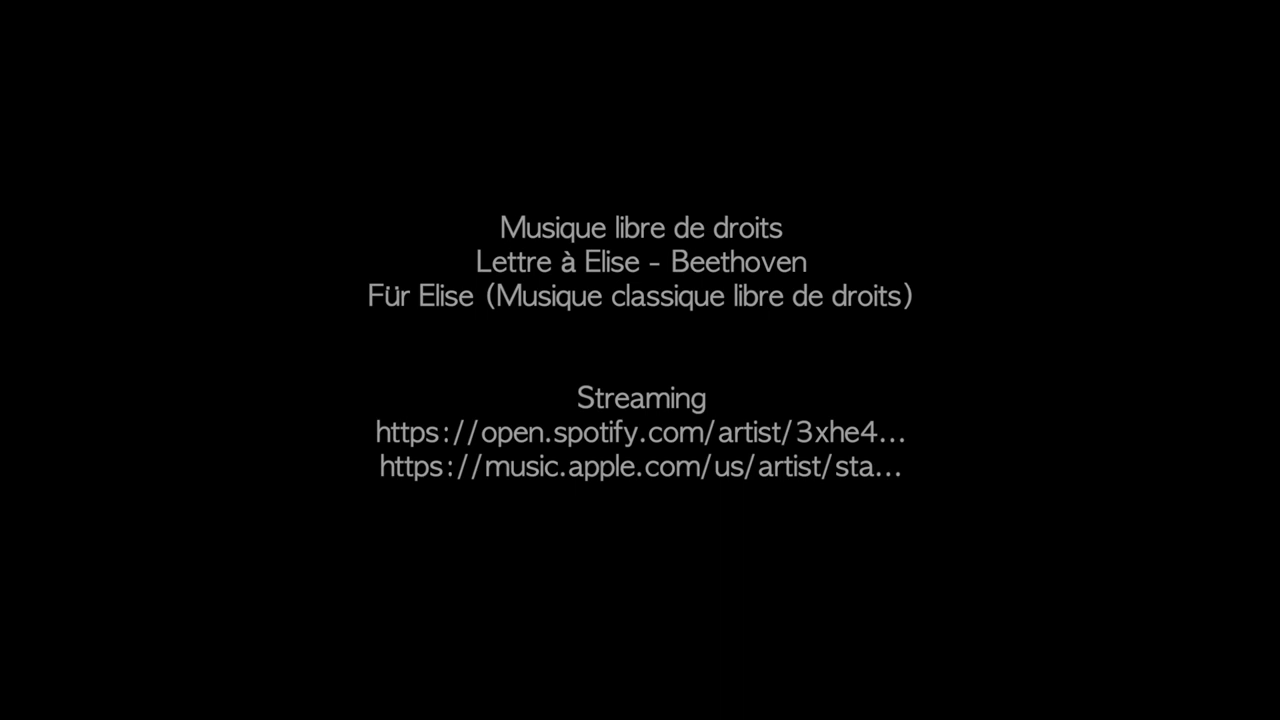 Musique libre de droits
Lettre à Elise - Beethoven
Für Elise (Musique classique libre de droits)
Streaming
https://open.spotify.com/artist/3xhe4...
https://music.apple.com/us/artist/sta...